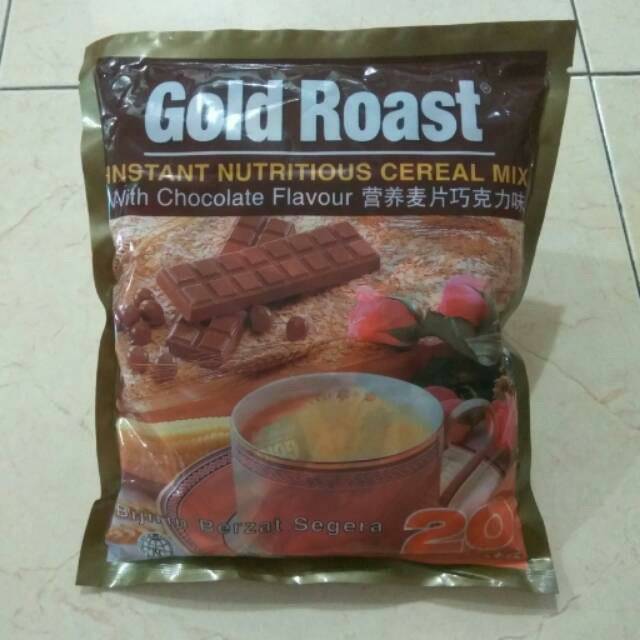 Gold Roast®
INSTANT NUTRITIOUS CEREAL MIX
With Chocolate Flavour 营养麦片巧克力味
Bijirin Berzat Segera
20